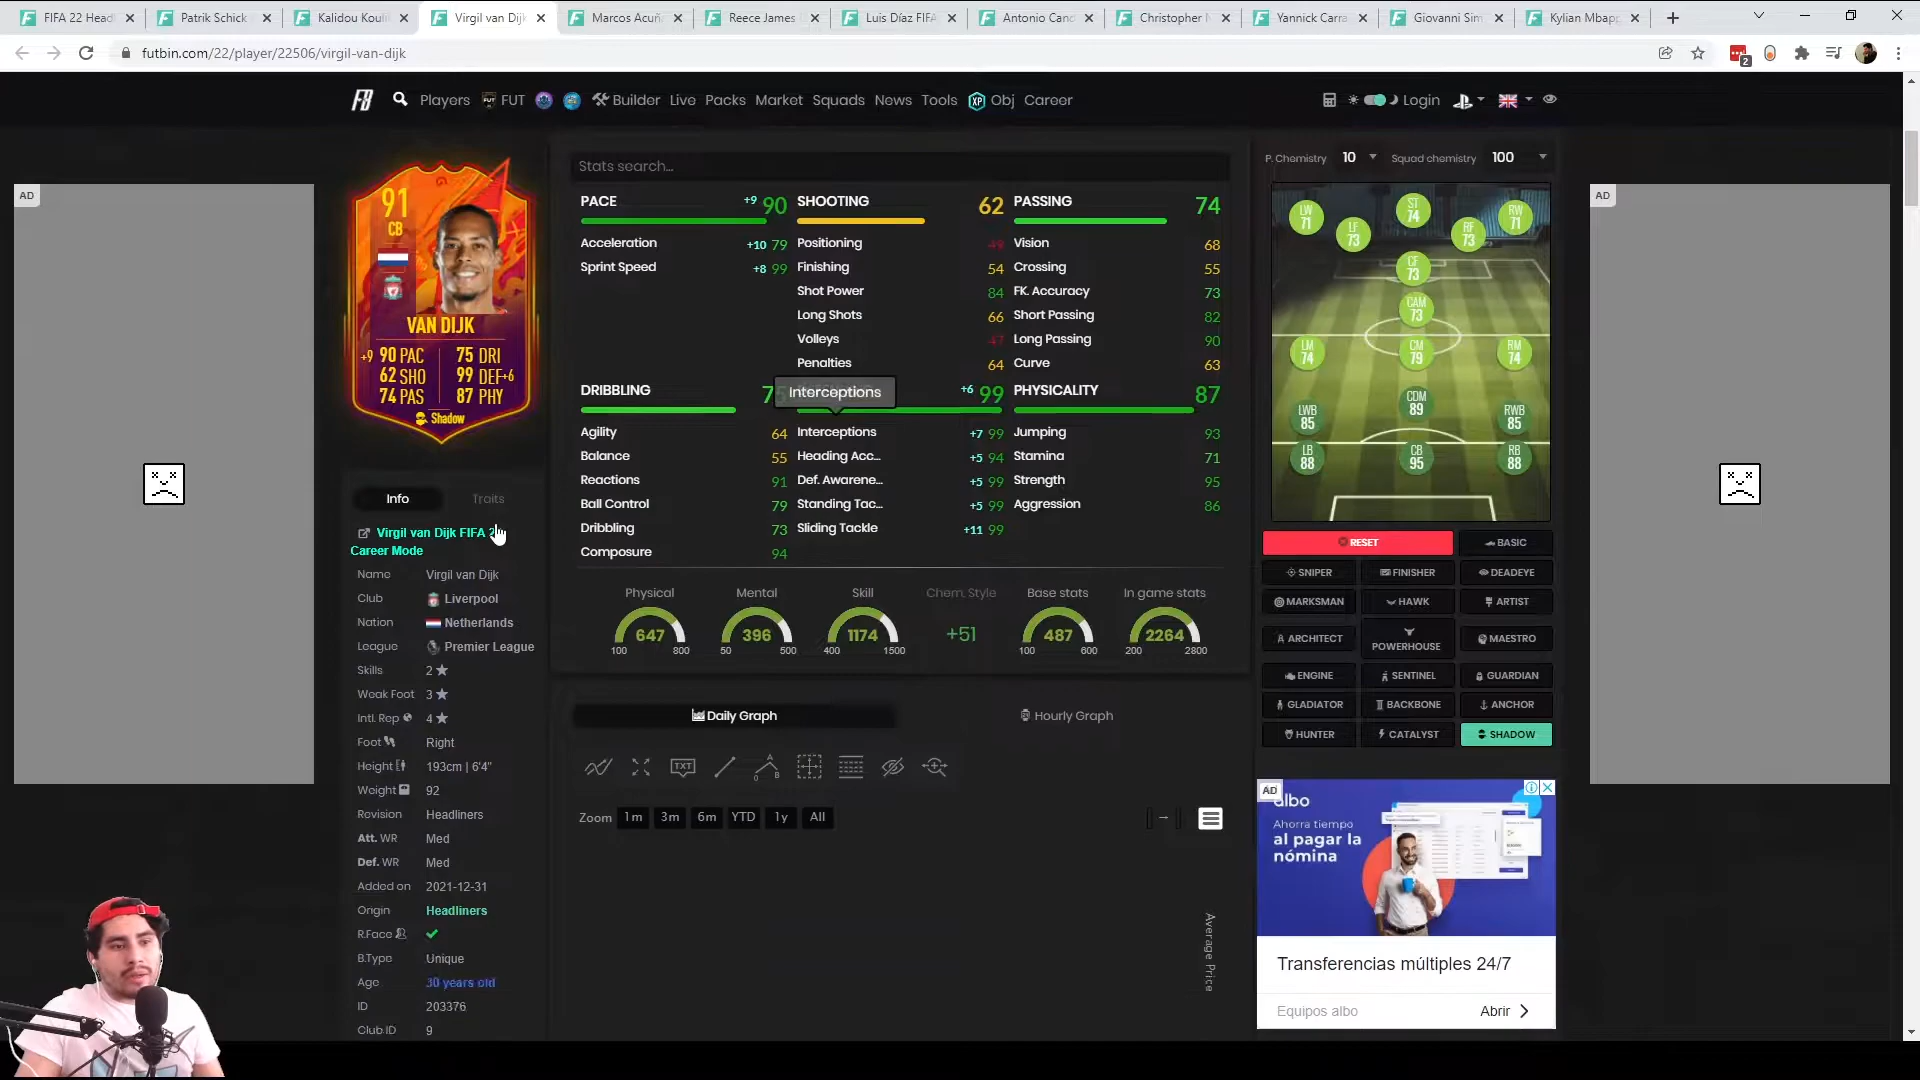 FIFA 22 Head
Patrik Schick
Kalidou Kouli
Virgil van Dijk
Marcos Acuñ
Reece James
Luis Díaz FIFA
Antonio Cand
Christopher N
Yannick Carra
Giovanni Sim
Kylian Mbapp
futbin.com/22/player/22506/virgil-van-dijk
2
Players FUT Builder Live Packs Market Squads News Tools XP Obj Career
Login
AD
AD
91
CB
VAN DIJK
+9 90 PAC 75 DRI
62 SHO 99 DEF+6
74 PAS 87 PHY
Shadow
Stats search...
PACE +9 90
Acceleration +10 79
Sprint Speed +8 99
SHOOTING 62
Positioning 49
Finishing 54
Shot Power 84
Long Shots 66
Volleys 47
Penalties 64
PASSING 74
Vision 68
Crossing 55
FK. Accuracy 73
Short Passing 82
Long Passing 90
Curve 63
DRIBBLING 75
Agility 64
Balance 55
Reactions 91
Ball Control 79
Dribbling 73
Composure 94
Interceptions
+6 99
Interceptions +7 99
Heading Acc... +5 94
Def. Awarene... +5 99
Standing Tac... +5 99
Sliding Tackle +11 99
PHYSICALITY 87
Jumping 93
Stamina 71
Strength 95
Aggression 86
Physical
647
100 800
Mental
396
50 500
Skill
1174
400 1500
Chem. Style
+51
Base stats
487
100 600
In game stats
2264
200 2800
P. Chemistry 10
Squad chemistry 100
LW
71
LF
73
ST
74
RF
73
RW
71
CF
73
CAM
73
LM
74
CM
79
RM
74
LWB
85
CDM
89
RWB
85
LB
88
CB
95
RB
88
RESET BASIC
SNIPER FINISHER DEADEYE
MARKSMAN HAWK ARTIST
ARCHITECT POWERHOUSE MAESTRO
ENGINE SENTINEL GUARDIAN
GLADIATOR BACKBONE ANCHOR
HUNTER CATALYST SHADOW
Info Traits
Virgil van Dijk FIFA 2
Career Mode
Name Virgil van Dijk
Club Liverpool
Nation Netherlands
League Premier League
Skills 2
Weak Foot 3
Intl. Rep 4
Foot Right
Height 193cm | 6'4"
Weight 92
Revision Headliners
Att. WR Med
Def. WR Med
Added on 2021-12-31
Origin Headliners
R.Face
B.Type Unique
Age 30 years old
ID 203376
Club ID 9
Daily Graph
Hourly Graph
TXT
Zoom 1m 3m 6m YTD 1y All
→
Average Price
AD
albo
Ahorra tiempo
al pagar la
nómina
Transferencias múltiples 24/7
Equipos albo
Abrir